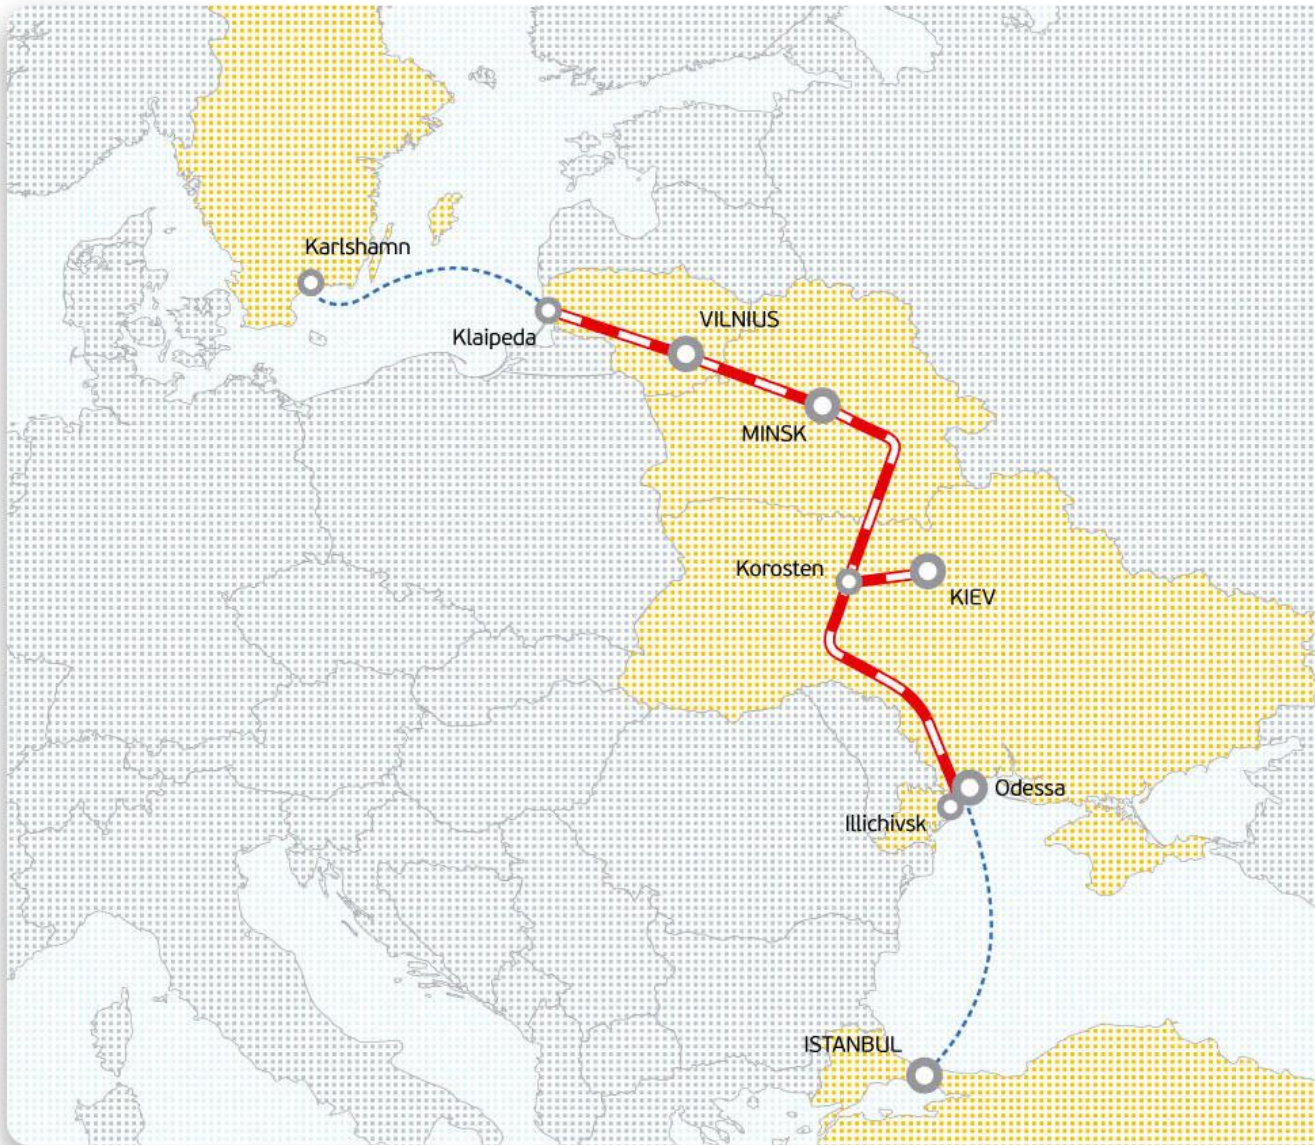 Karlshamn
Klaipeda
VILNIUS
MINSK
Korosten
KIEV
Odessa
Illichivsk
ISTANBUL